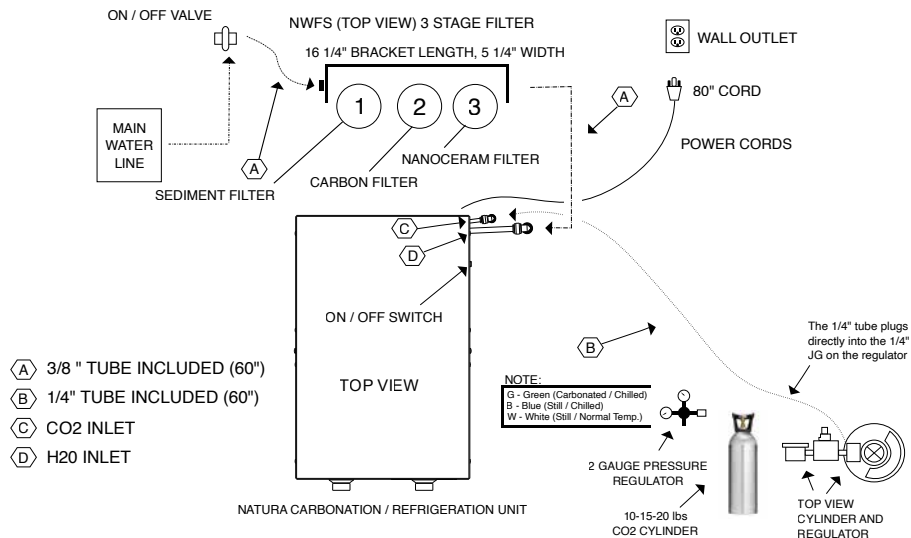 ON / OFF VALVE
NWFS (TOP VIEW) 3 STAGE FILTER
16 1/4" BRACKET LENGTH, 5 1/4" WIDTH
WALL OUTLET
1
2
3
A
80" CORD
MAIN
WATER
LINE
POWER CORDS
A
NANOCERAM FILTER
CARBON FILTER
SEDIMENT FILTER
C
D
ON / OFF SWITCH
B
The 1/4" tube plugs
directly into the 1/4"
JG on the regulator
A 3/8 " TUBE INCLUDED (60")
B 1/4" TUBE INCLUDED (60")
C CO2 INLET
D H20 INLET
TOP VIEW
NOTE:
G - Green (Carbonated / Chilled)
B - Blue (Still / Chilled)
W - White (Still / Normal Temp.)
2 GAUGE PRESSURE
REGULATOR
10-15-20 lbs
CO2 CYLINDER
TOP VIEW
CYLINDER AND
REGULATOR
NATURA CARBONATION / REFRIGERATION UNIT